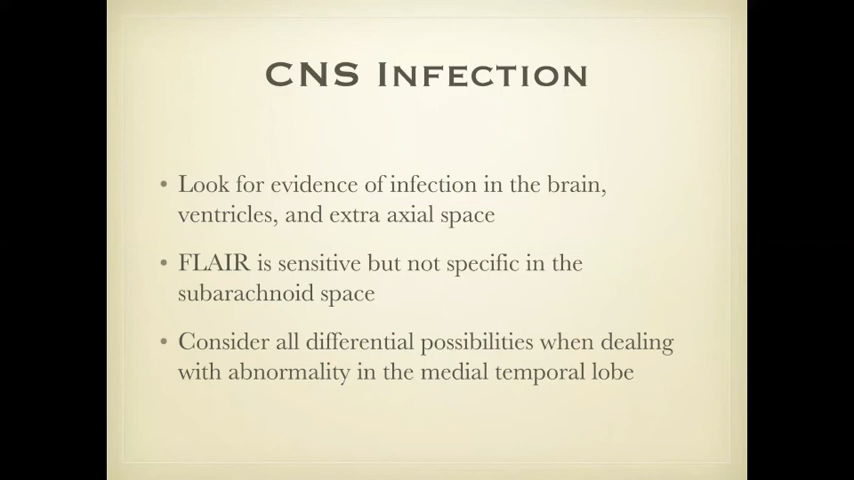 CNS Infection
• Look for evidence of infection in the brain,
ventricles, and extra axial space
• FLAIR is sensitive but not specific in the
subarachnoid space
• Consider all differential possibilities when dealing
with abnormality in the medial temporal lobe